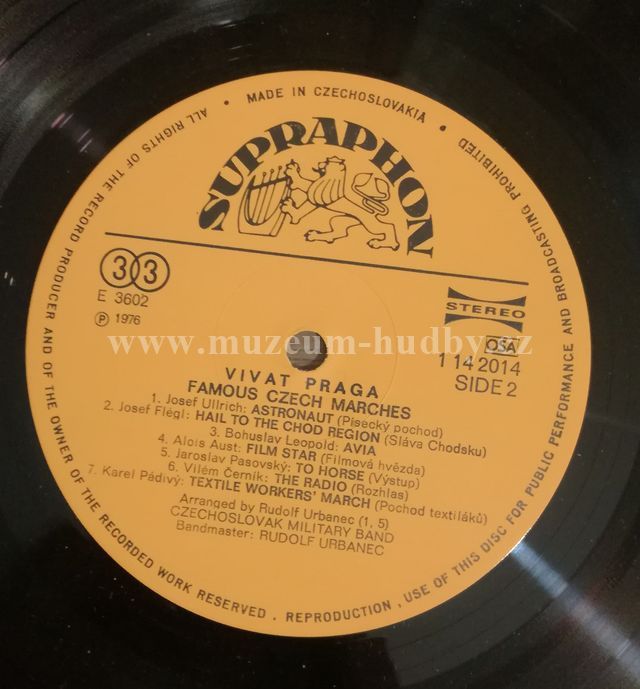 MADE IN CZECHOSLOVAKIA •
ALL RIGHTS OF THE RECORD PRODUCER AND OF THE OWNER OF THE RECORDED WORK RESERVED . REPRODUCTION , USE OF THIS DISC FOR PUBLIC PERFORMANCE AND BROADCASTING PROHIBITED •
SUPRAPHON
33
E 3602
Ⓟ 1976
STEREO
OSA
1 14 2014
SIDE 2
www.muzeum-hudby.cz
VIVAT PRAGA
FAMOUS CZECH MARCHES
1. Josef Ullrich: ASTRONAUT (Pisecký pochod)
2. Josef Flégl: HAIL TO THE CHOD REGION (Sláva Chodsku)
3. Bohuslav Leopold: AVIA
4. Alois Aust: FILM STAR (Filmová hvězda)
5. Jaroslav Pasovský: TO HORSE (Výstup)
6. Vilém Černík: THE RADIO (Rozhlas)
7. Karel Pádivý: TEXTILE WORKERS' MARCH (Pochod textiláků)
Arranged by Rudolf Urbanec (1, 5)
CZECHOSLOVAK MILITARY BAND
Bandmaster: RUDOLF URBANEC